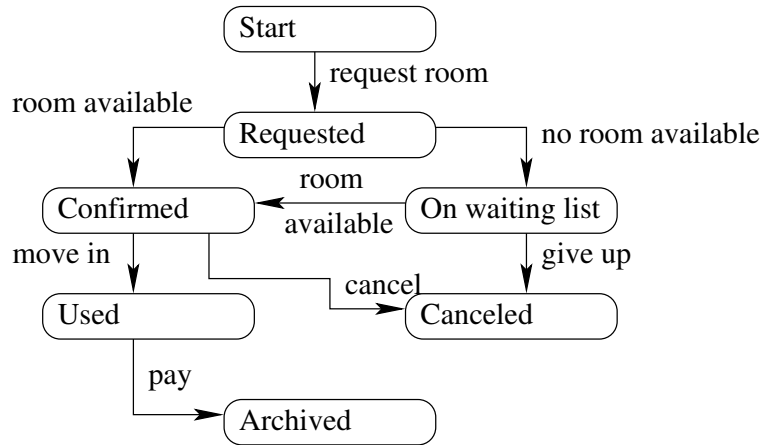 Start
request room
room available
Requested
no room available
room
Confirmed
On waiting list
available
move in
give up
cancel
Used
Canceled
pay
Archived